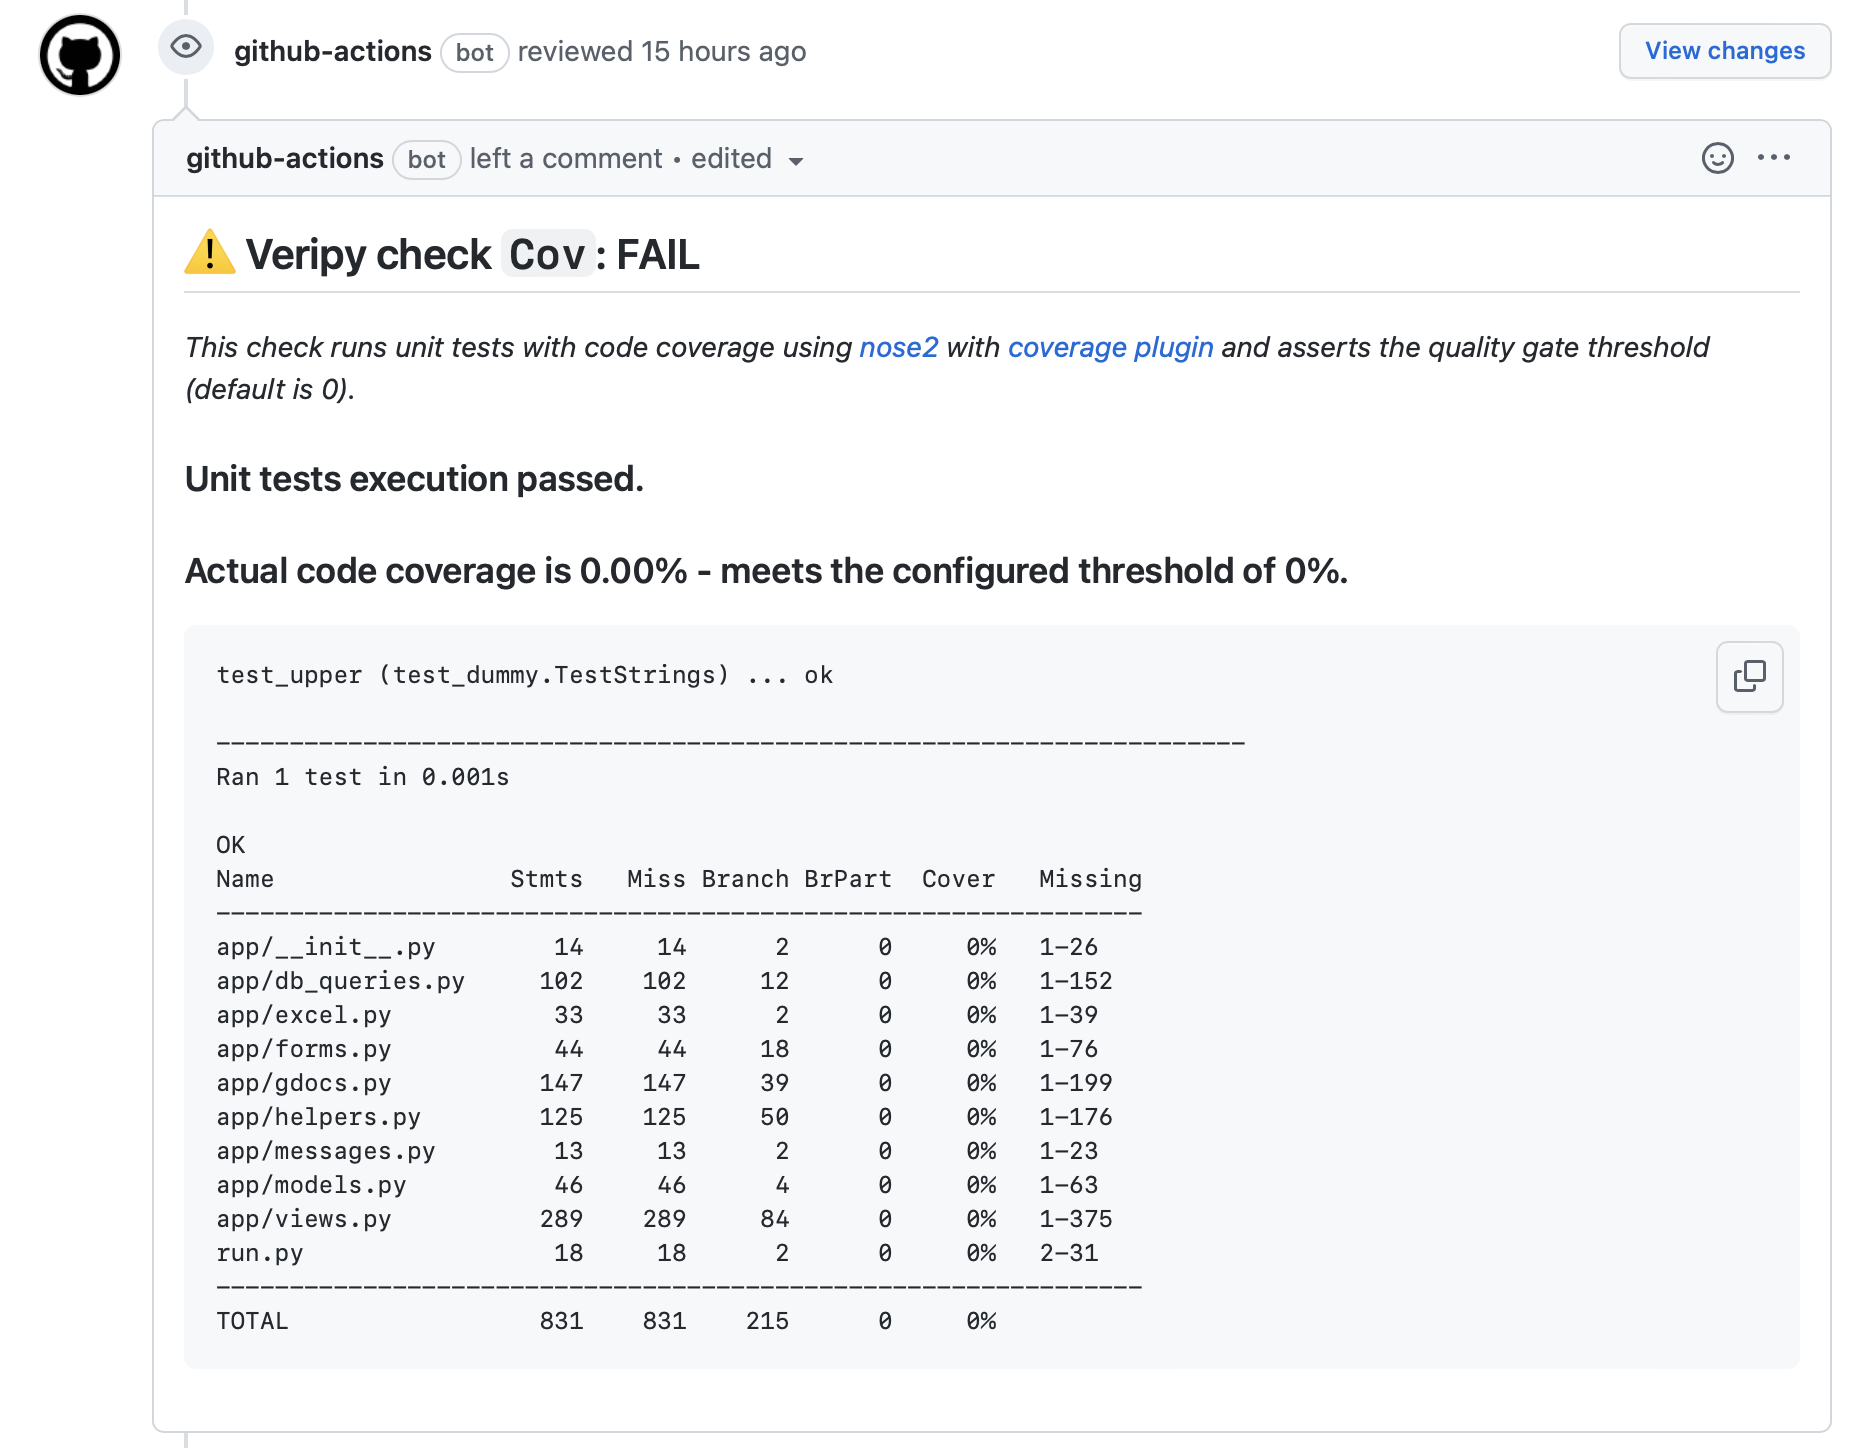 github-actions bot reviewed 15 hours ago
View changes
github-actions bot left a comment • edited
Veripy check Cov: FAIL
This check runs unit tests with code coverage using nose2 with coverage plugin and asserts the quality gate threshold
(default is 0).
Unit tests execution passed.
Actual code coverage is 0.00% - meets the configured threshold of 0%.
test_upper (test_dummy.TestStrings) ... ok
----------------------------------------------------------------------
Ran 1 test in 0.001s
OK
Name                Stmts   Miss Branch BrPart  Cover   Missing
---------------------------------------------------------------
app/__init__.py        14     14      2      0     0%   1-26
app/db_queries.py     102    102     12      0     0%   1-152
app/excel.py           33     33      2      0     0%   1-39
app/forms.py           44     44     18      0     0%   1-76
app/gdocs.py          147    147     39      0     0%   1-199
app/helpers.py        125    125     50      0     0%   1-176
app/messages.py        13     13      2      0     0%   1-23
app/models.py          46     46      4      0     0%   1-63
app/views.py          289    289     84      0     0%   1-375
run.py                 18     18      2      0     0%   2-31
---------------------------------------------------------------
TOTAL                 831    831    215      0     0%